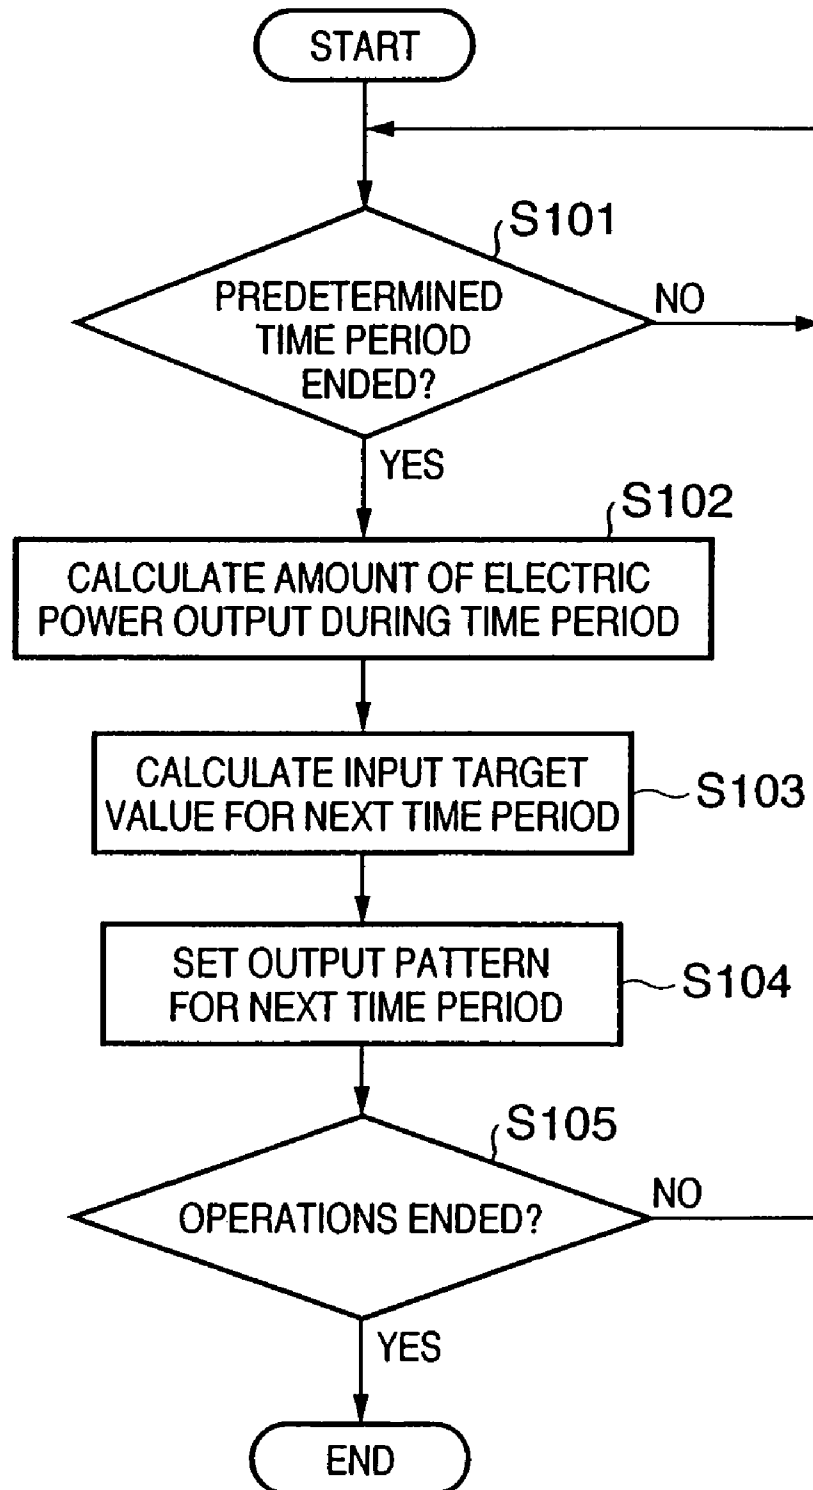 START
S101
PREDETERMINED
TIME PERIOD
ENDED?
NO
YES
S102
CALCULATE AMOUNT OF ELECTRIC
POWER OUTPUT DURING TIME PERIOD
CALCULATE INPUT TARGET
VALUE FOR NEXT TIME PERIOD
S103
SET OUTPUT PATTERN
FOR NEXT TIME PERIOD
S104
S105
OPERATIONS ENDED?
NO
YES
END